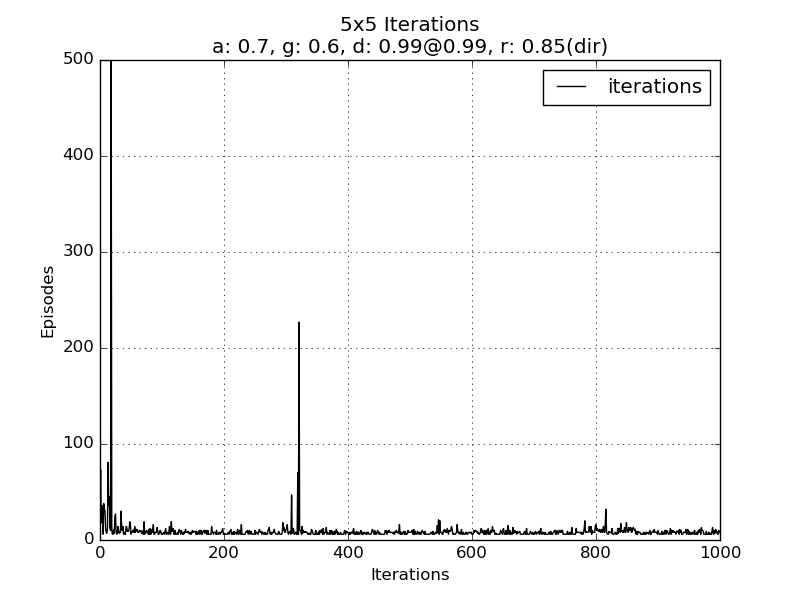 5x5 Iterations
a: 0.7, g: 0.6, d: 0.99@0.99, r: 0.85(dir)
iterations
500
400
300
200
100
0
Episodes
0 200 400 600 800 1000
Iterations